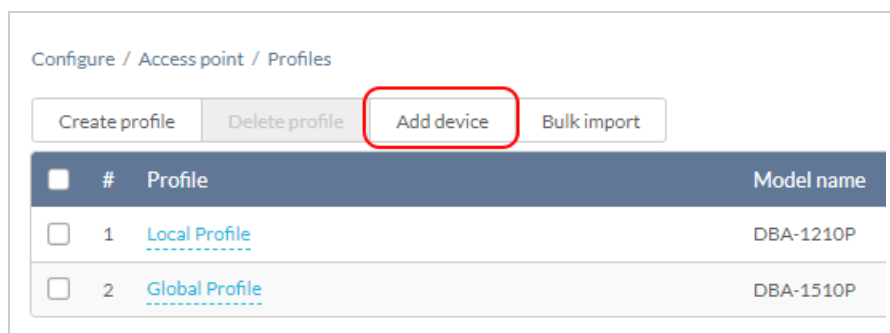 Configure / Access point / Profiles
Create profile Delete profile Add device Bulk import
# Profile Model name
1 Local Profile DBA-1210P
2 Global Profile DBA-1510P